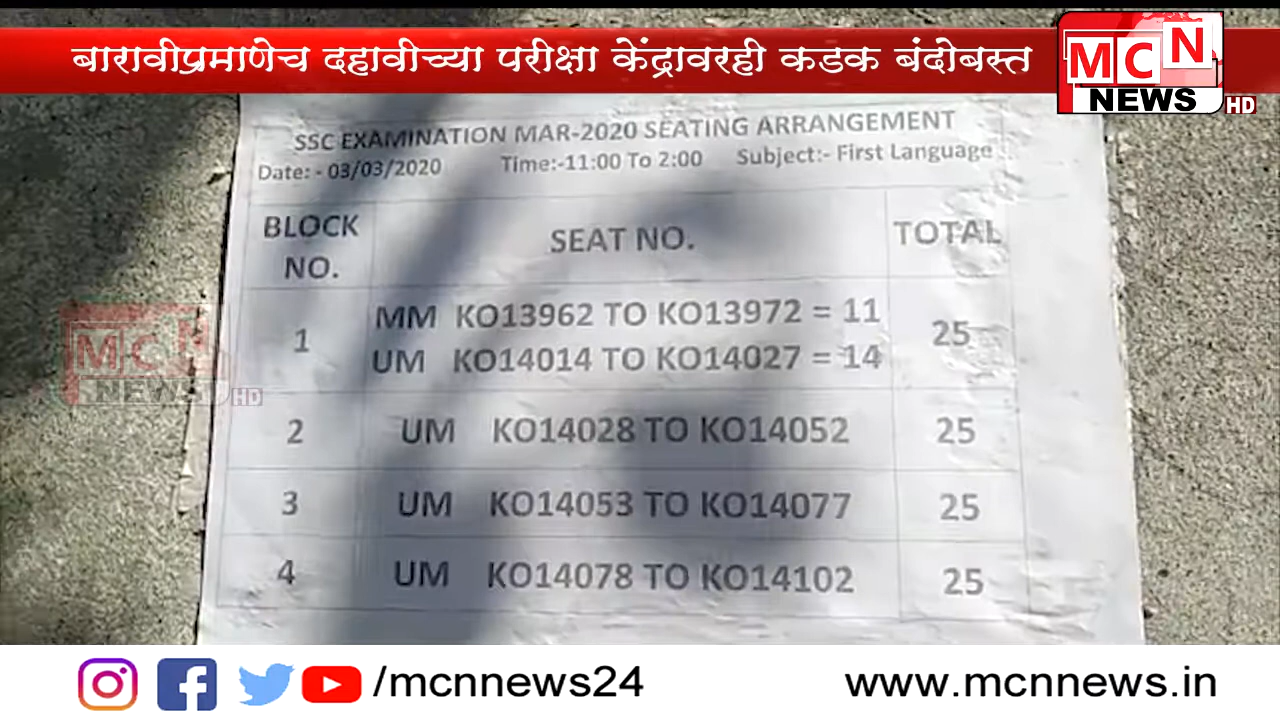 बारावीप्रमाणेच दहावीच्या परीक्षा केंद्रावरही कडक बंदोबस्त
MCN
NEWS HD
SSC EXAMINATION MAR-2020 SEATING ARRANGEMENT
Date: - 03/03/2020 Time:-11:00 To 2:00 Subject:- First Language
BLOCK NO. SEAT NO. TOTAL
1 MM KO13962 TO KO13972 = 11 25
UM KO14014 TO KO14027 = 14
MCN
NEWS HD
2 UM KO14028 TO KO14052 25
3 UM KO14053 TO KO14077 25
4 UM KO14078 TO KO14102 25
/mcnnews24 www.mcnnews.in